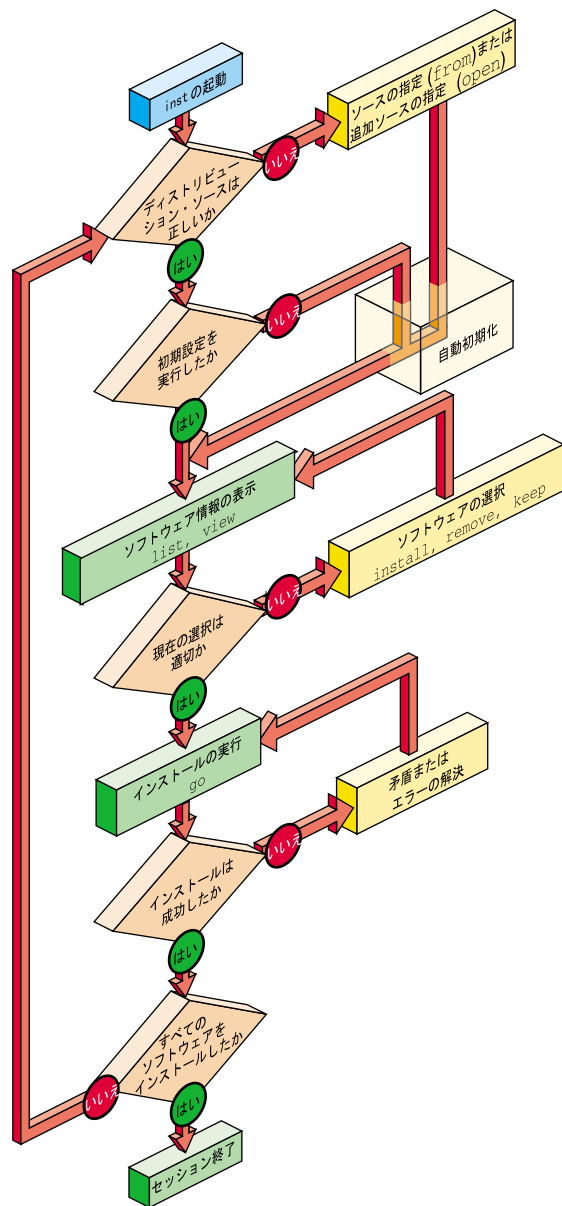 inst の起動
ソースの指定 (from)または
追加ソースの指定 (open)
いいえ
ディストリビュー
ション・ソースは
正しいか
はい
いいえ
初期設定を
実行したか
自動初期化
はい
ソフトウェア情報の表示
list, view
ソフトウェアの選択
install, remove, keep
いいえ
現在の選択は
適切か
はい
インストールの実行
go
矛盾または
エラーの解決
いいえ
インストールは
成功したか
はい
すべての
ソフトウェアを
インストールしたか
いいえ
はい
セッション終了